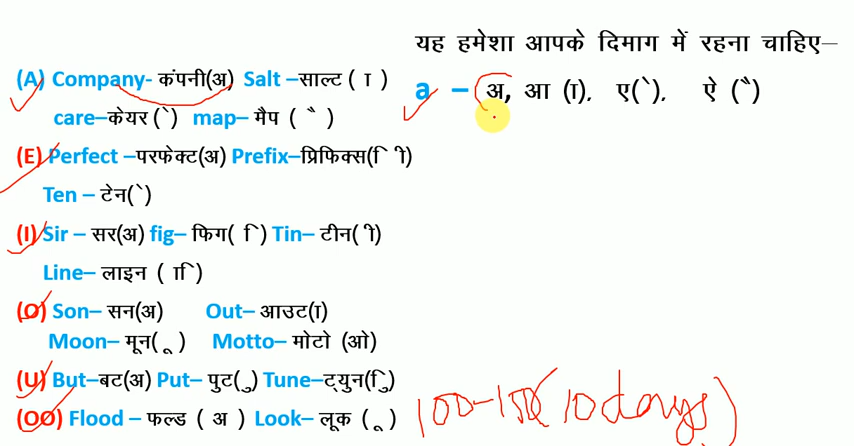 (A) Company- कंपनी(अ) Salt –साल्ट ( ा )
care–केयर (े) map– मैप ( ै )
(E) Perfect –परफेक्ट(अ) Prefix–प्रिफिक्स(ि ी)
Ten – टेन(े)
(I) Sir – सर(अ) fig– फिग( ि ) Tin– टीन( ी)
Line– लाइन ( ाि)
(O) Son– सन(अ) Out– आउट(ा)
Moon– मून( ू ) Motto– मोटो (ओ)
(U) But–बट(अ) Put– पुट( ु) Tune–ट्युन(ि ु)
(OO) Flood – फल्ड ( अ ) Look– लूक ( ू )
यह हमेशा आपके दिमाग में रहना चाहिए–
a – अ, आ (ा), ए(े), ऐ (ै)
100-150 10 days)